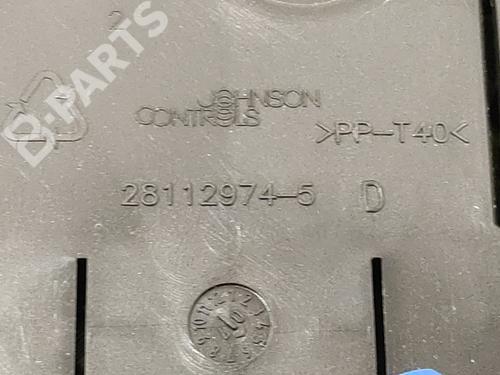 2
B-PARTS
JOHNSON
CONTROLS
>PP-T40<
28112974-5 D